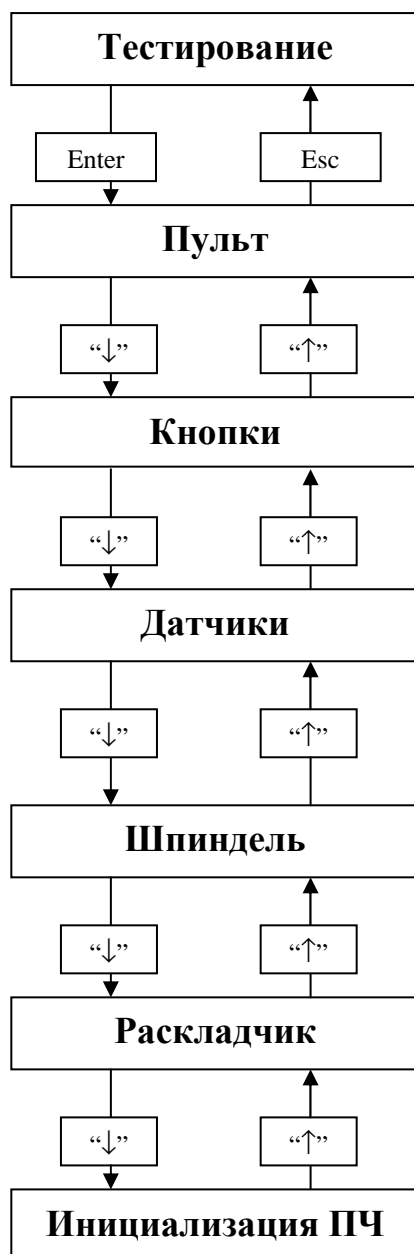 Тестирование
Enter Esc
Пульт
“↓” “↑”
Кнопки
“↓” “↑”
Датчики
“↓” “↑”
Шпиндель
“↓” “↑”
Раскладчик
“↓” “↑”
Инициализация ПЧ